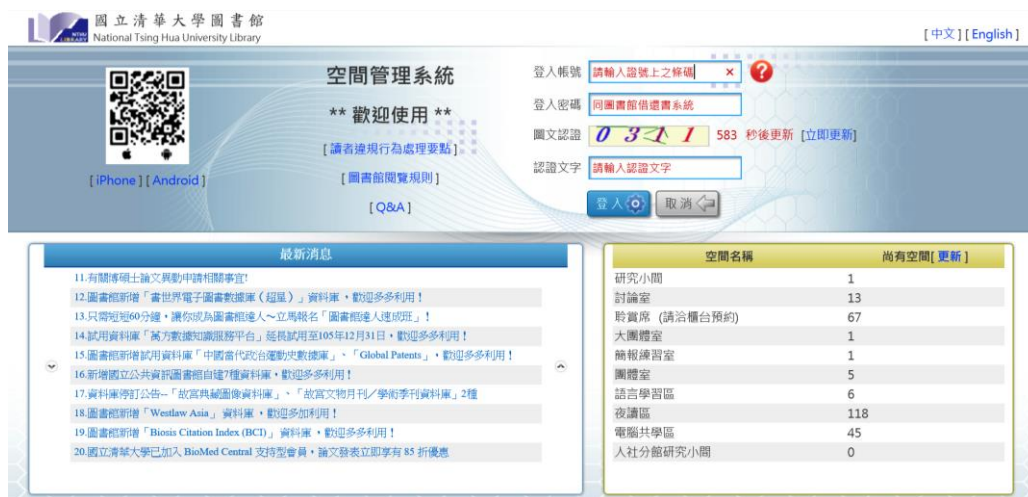 國立清華大學圖書館
National Tsing Hua University Library
[中文][English]
[iPhone][Android]
空間管理系統
** 歡迎使用 **
[讀者違規行為處理要點]
[圖書館閱覽規則]
[Q&A]
登入帳號 請輸入證號上之條碼 × ?
登入密碼 同圖書館借還書系統
圖文認證 0311 583 秒後更新 [立即更新]
認證文字 請輸入認證文字
登入 取消
最新消息
11.有關博碩士論文異動申請相關事宜!
12.圖書館新增「書世界電子圖書數據庫(超星)」資料庫,歡迎多多利用!
13.只需短短60分鐘,讓你成為圖書館達人~立馬報名「圖書館達人速成班」!
14.試用資料庫「萬方數據知識服務平台」延長試用至105年12月31日,歡迎多多利用!
15.圖書館新增試用資料庫「中國當代政治運動史數據庫」、「Global Patents」,歡迎多多利用!
16.新增國立公共資訊圖書館自建7種資料庫,歡迎多多利用!
17.資料庫停訂公告--「故宮典藏圖像資料庫」、「故宮文物月刊/學術季刊資料庫」2種
18.圖書館新增「Westlaw Asia」資料庫,歡迎多加利用!
19.圖書館新增「Biosis Citation Index (BCI)」資料庫,歡迎多多利用!
20.國立清華大學已加入 BioMed Central 支持型會員,論文發表立即享有 85 折優惠
空間名稱 尚有空間[更新]
研究小間 1
討論室 13
聆賞席 (請洽櫃台預約) 67
大團體室 1
簡報練習室 1
團體室 5
語言學習區 6
夜讀區 118
電腦共學區 45
人社分館研究小間 0